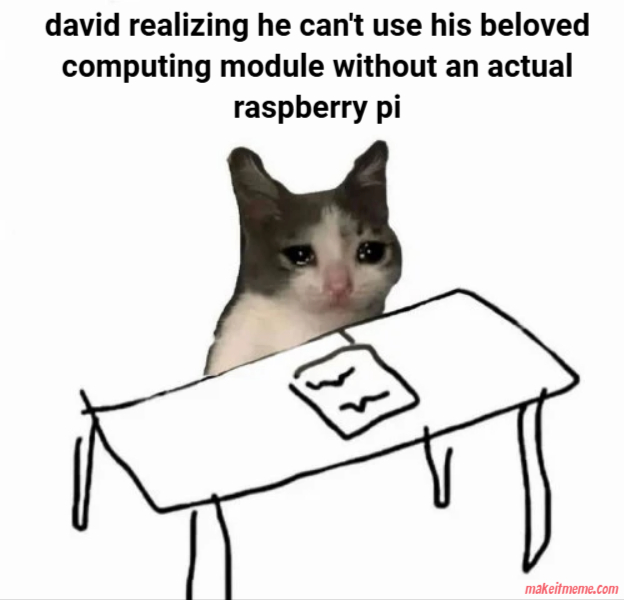 david realizing he can't use his beloved
computing module without an actual
raspberry pi
makeitmeme.com